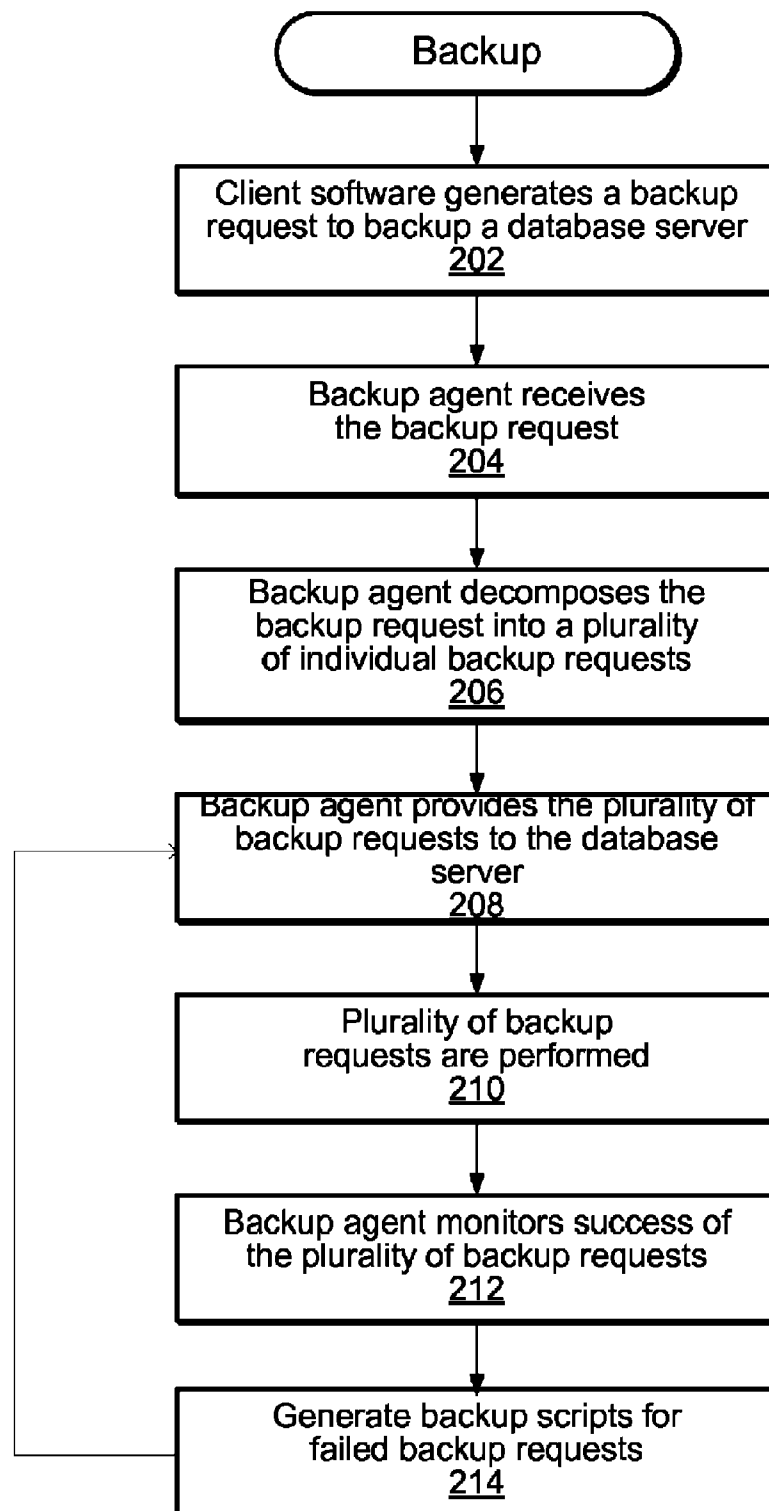 Backup
Client software generates a backup
request to backup a database server
202
Backup agent receives
the backup request
204
Backup agent decomposes the
backup request into a plurality
of individual backup requests
206
Backup agent provides the plurality of
backup requests to the database
server
208
Plurality of backup
requests are performed
210
Backup agent monitors success of
the plurality of backup requests
212
Generate backup scripts for
failed backup requests
214